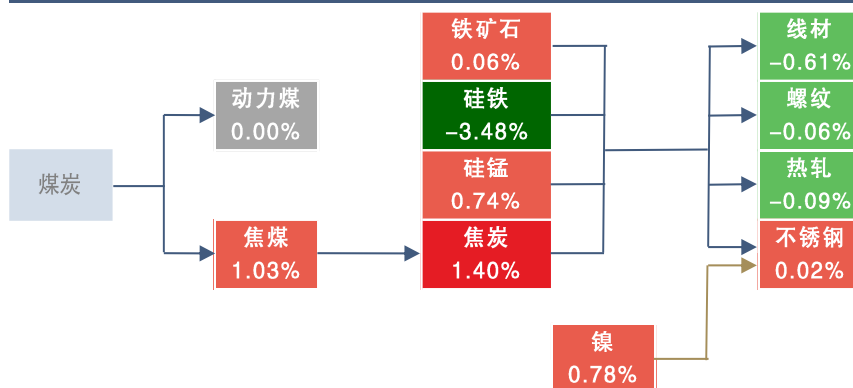 铁矿石
0.06%
线材
-0.61%
动力煤
0.00%
硅铁
-3.48%
螺纹
-0.06%
煤炭
硅锰
0.74%
热轧
-0.09%
焦煤
1.03%
焦炭
1.40%
不锈钢
0.02%
镍
0.78%